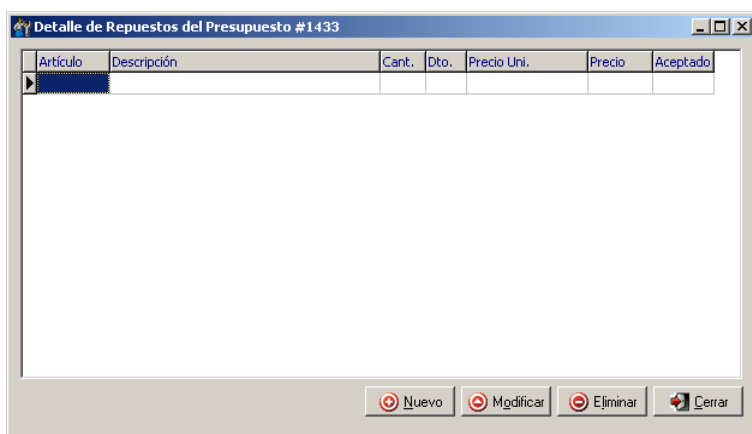 Detalle de Repuestos del Presupuesto #1433
Artículo Descripción Cant. Dto. Precio Uni. Precio Aceptado
Nuevo Modificar Eliminar Cerrar